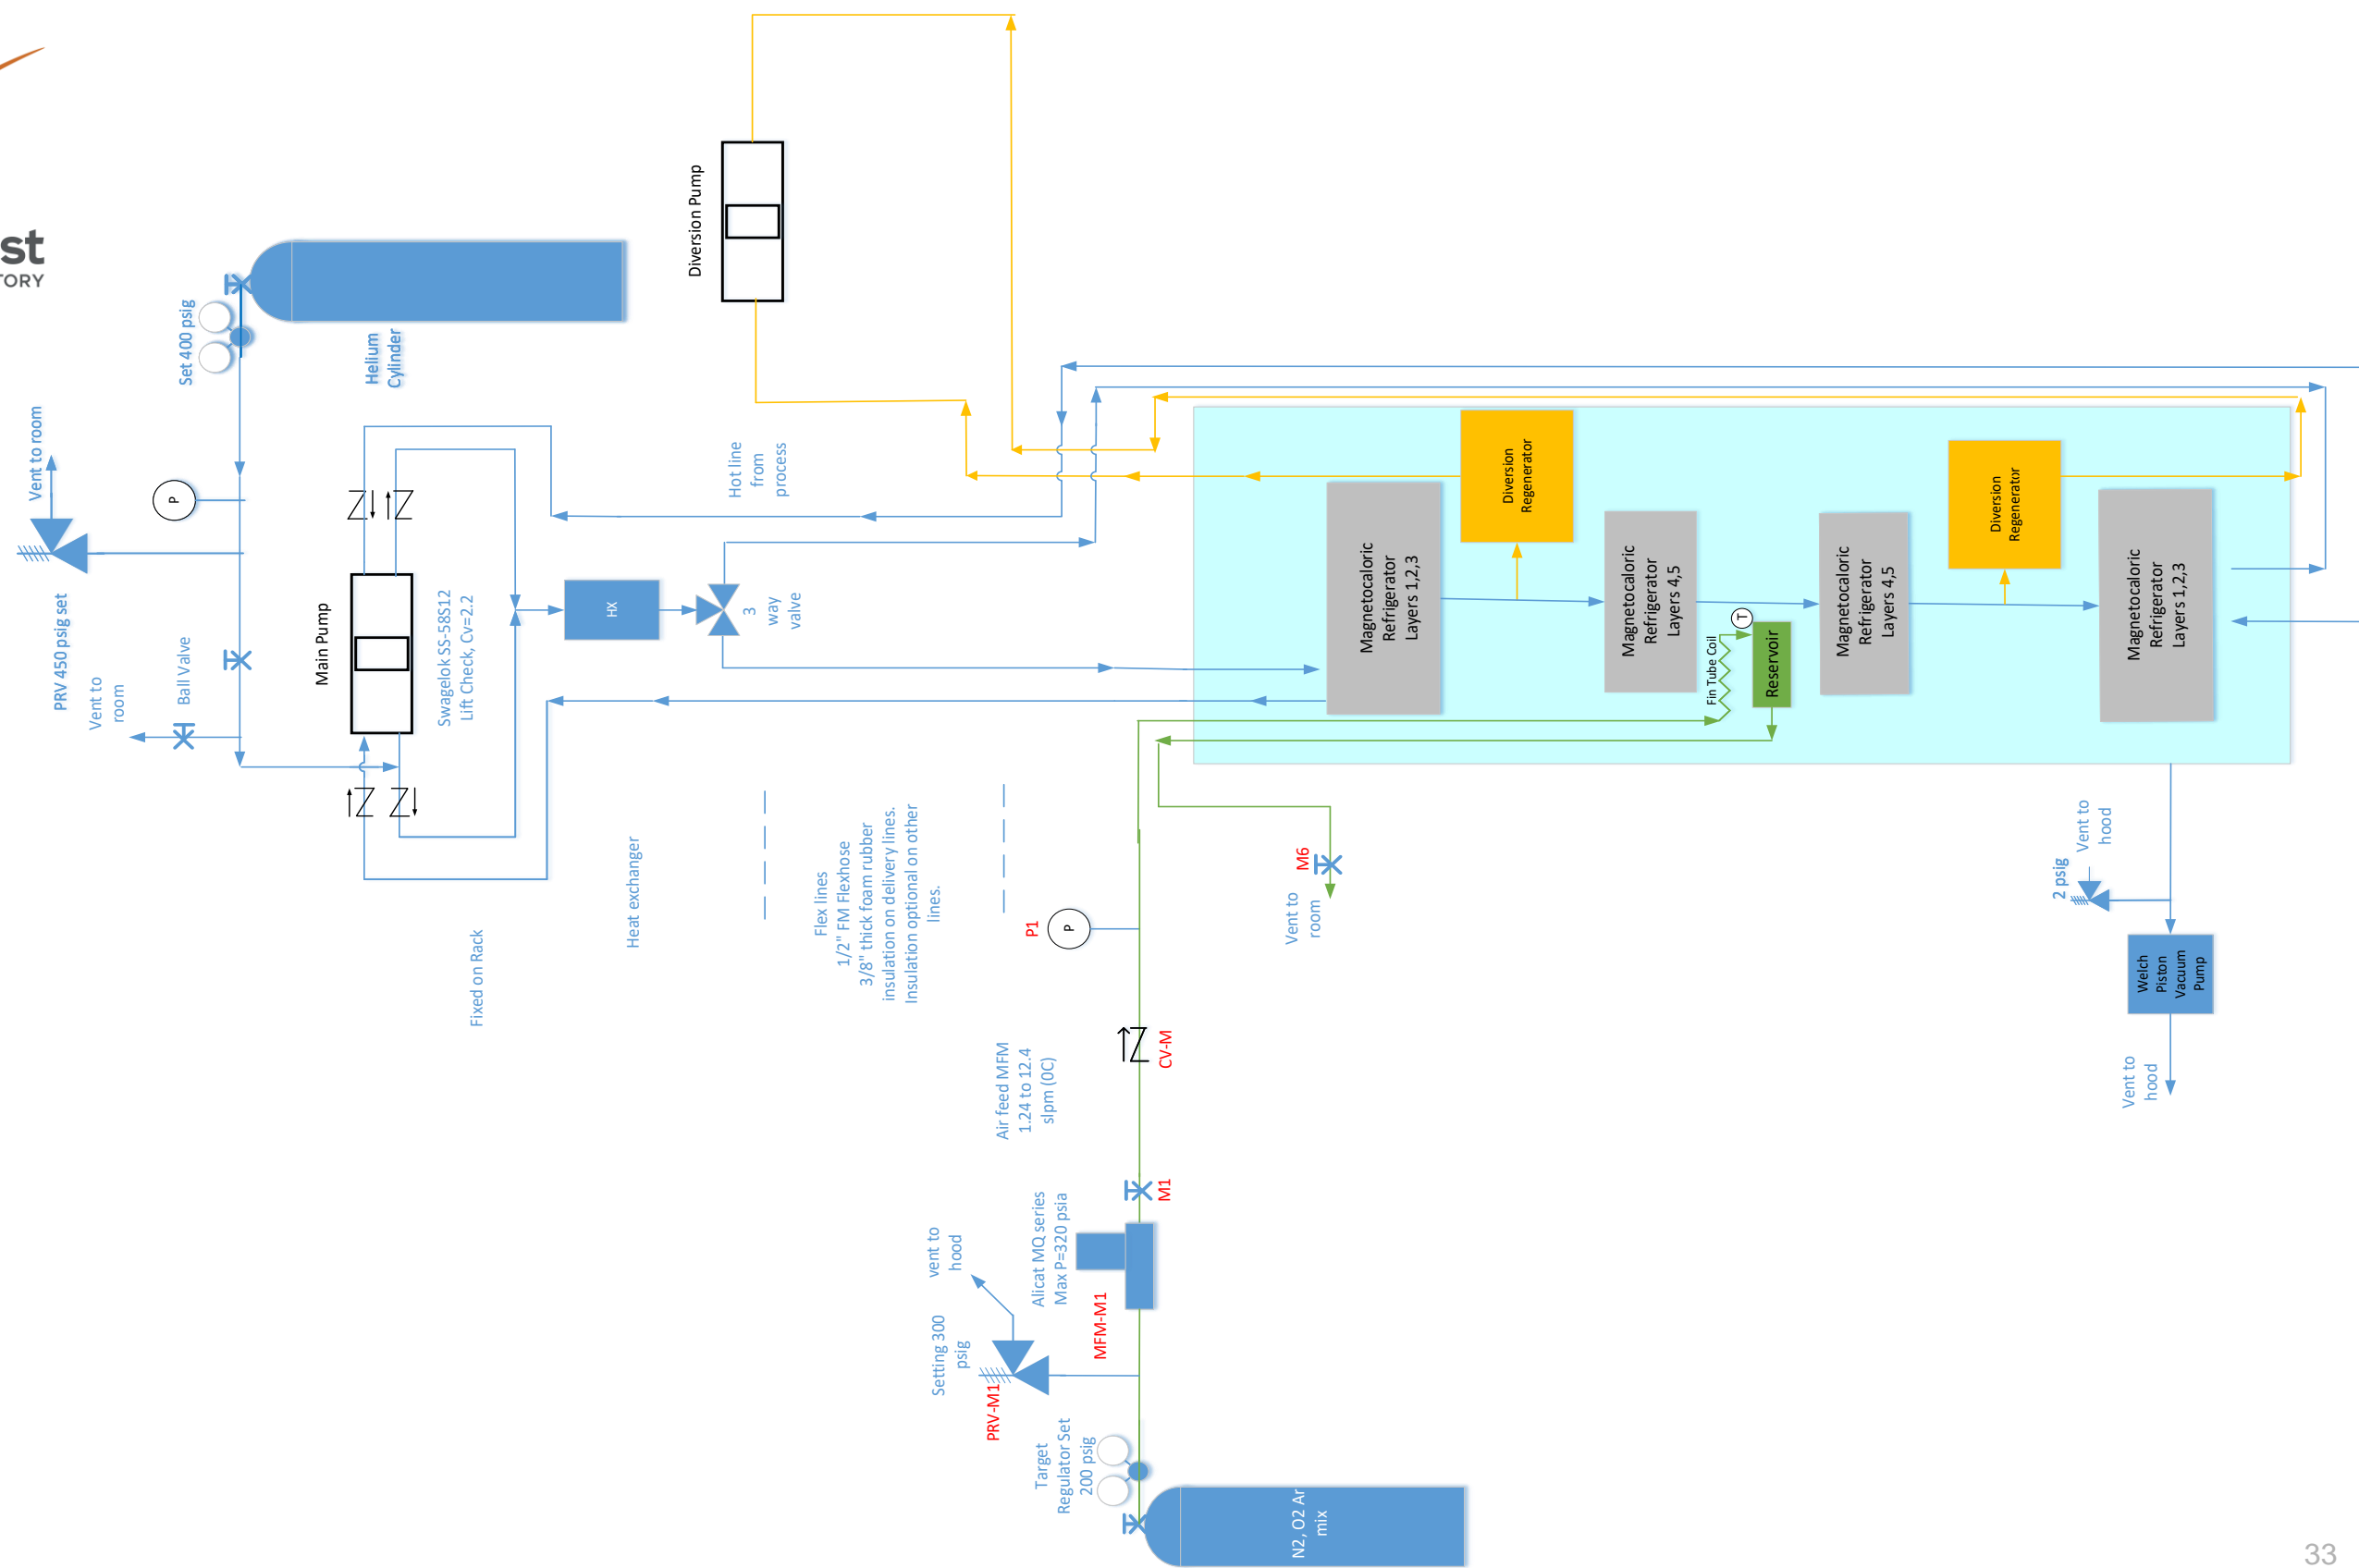 st
TORY
Set 400 psig
Helium
Cylinder
Vent to room
P
PRV 450 psig set
Vent to
room
Ball Valve
Main Pump
Swagelok SS-58S12
Lift Check, Cv=2.2
HX
3
way
valve
Diversion Pump
Hot line
from
process
Magnetocaloric
Refrigerator
Layers 1,2,3
Diversion
Regenerator
Magnetocaloric
Refrigerator
Layers 4,5
Fin Tube Coil
T
Reservoir
Magnetocaloric
Refrigerator
Layers 4,5
Diversion
Regenerator
Magnetocaloric
Refrigerator
Layers 1,2,3
Fixed on Rack
Heat exchanger
Flex lines
1/2" FM Flexhose
3/8" thick foam rubber
insulation on delivery lines.
Insulation optional on other
lines.
P1
P
M6
Vent to
room
2 psig
Vent to
hood
Welch
Piston
Vacuum
Pump
Vent to
hood
Air feed MFM
1.24 to 12.4
slpm (0C)
CV-M
M1
Alicat MQ series
Max P=320 psia
MFM-M1
vent to
hood
Setting 300
psig
PRV-M1
Target
Regulator Set
200 psig
N2, O2 Ar
mix
33